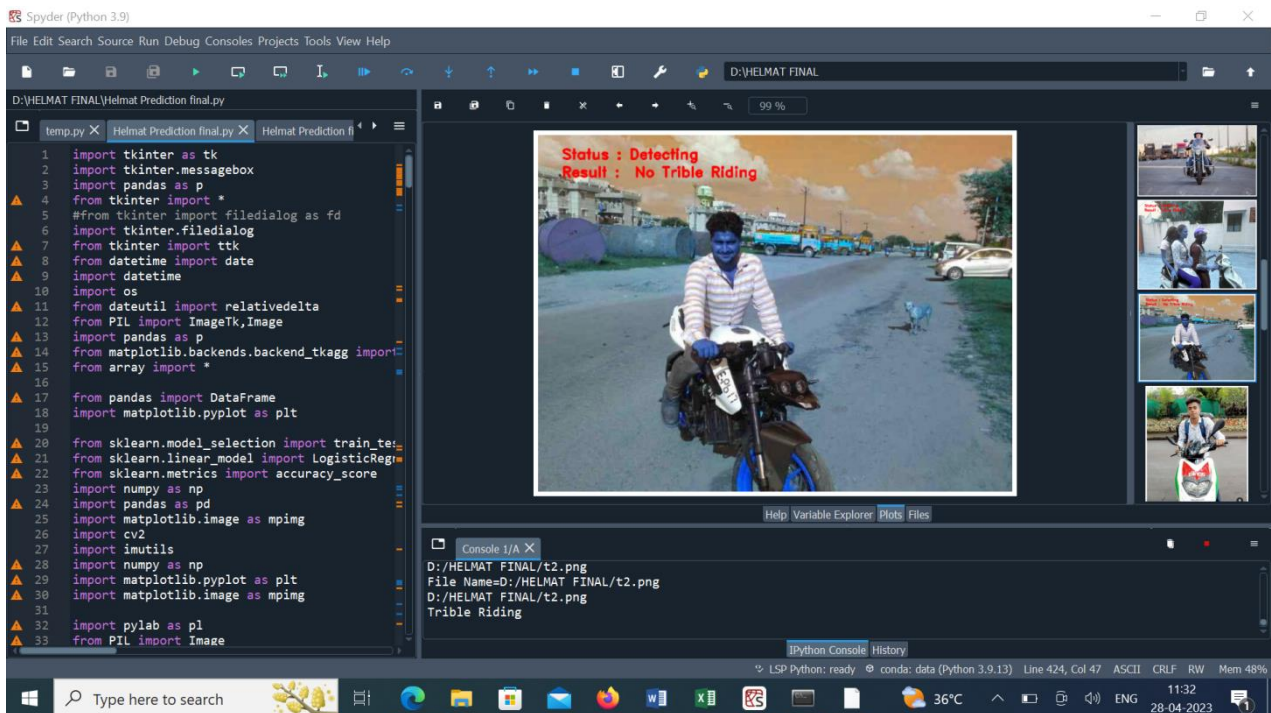 Spyder (Python 3.9)
File Edit Search Source Run Debug Consoles Projects Tools View Help
D:\HELMAT FINAL
D:\HELMAT FINAL\Helmat Prediction final.py
99 %
temp.py Helmat Prediction final.py Helmat Prediction fi
1 import tkinter as tk
2 import tkinter.messagebox
3 import pandas as p
4 from tkinter import *
5 #from tkinter import filedialog as fd
6 import tkinter.filedialog
7 from tkinter import ttk
8 from datetime import date
9 import datetime
10 import os
11 from dateutil import relativedelta
12 from PIL import ImageTk,Image
13 import pandas as p
14 from matplotlib.backends.backend_tkagg import
15 from array import *
16
17 from pandas import DataFrame
18 import matplotlib.pyplot as plt
19
20 from sklearn.model_selection import train_tes
21 from sklearn.linear_model import LogisticRegr
22 from sklearn.metrics import accuracy_score
23 import numpy as np
24 import pandas as pd
25 import matplotlib.image as mpimg
26 import cv2
27 import imutils
28 import numpy as np
29 import matplotlib.pyplot as plt
30 import matplotlib.image as mpimg
31
32 import pylab as pl
33 from PIL import Image
Status : Detecting
Result : No Trible Riding
Help Variable Explorer Plots Files
Console 1/A
D:/HELMAT FINAL/t2.png
File Name=D:/HELMAT FINAL/t2.png
D:/HELMAT FINAL/t2.png
Trible Riding
IPython Console History
LSP Python: ready conda: data (Python 3.9.13) Line 424, Col 47 ASCII CRLF RW Mem 48%
Type here to search
36°C ENG
11:32
28-04-2023